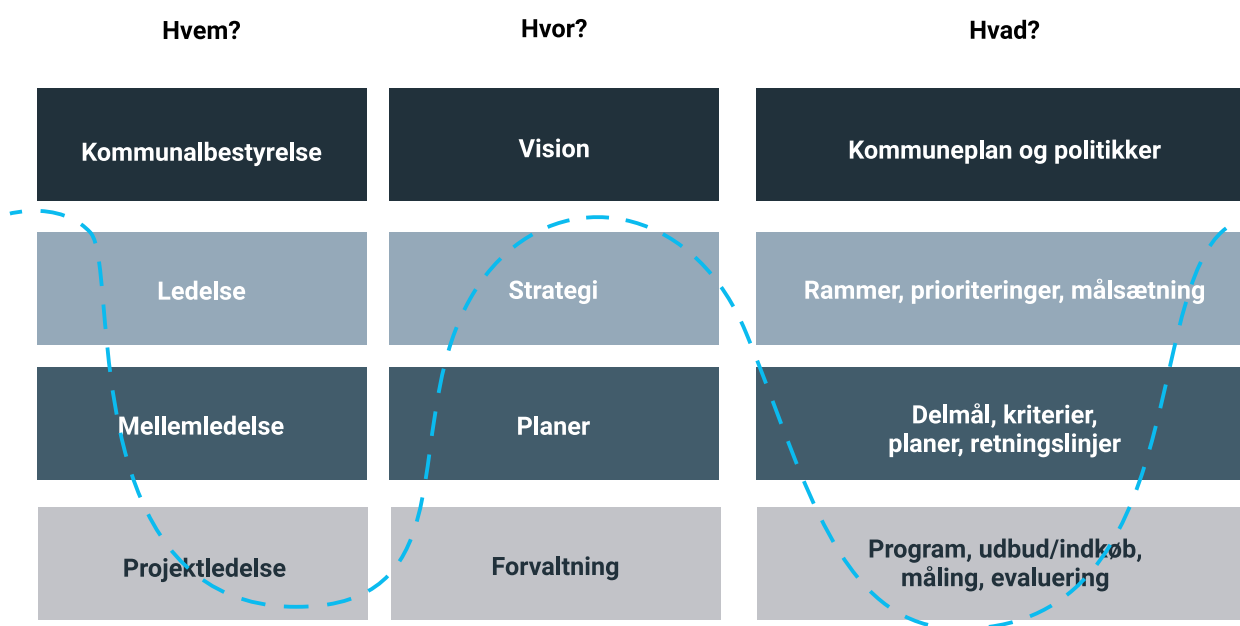 Hvem?
Hvor?
Hvad?
Kommunalbestyrelse
Vision
Kommuneplan og politikker
Ledelse
Strategi
Rammer, prioriteringer, målsætning
Mellemledelse
Planer
Delmål, kriterier,
planer, retningslinjer
Projektledelse
Forvaltning
Program, udbud/indkøb,
måling, evaluering